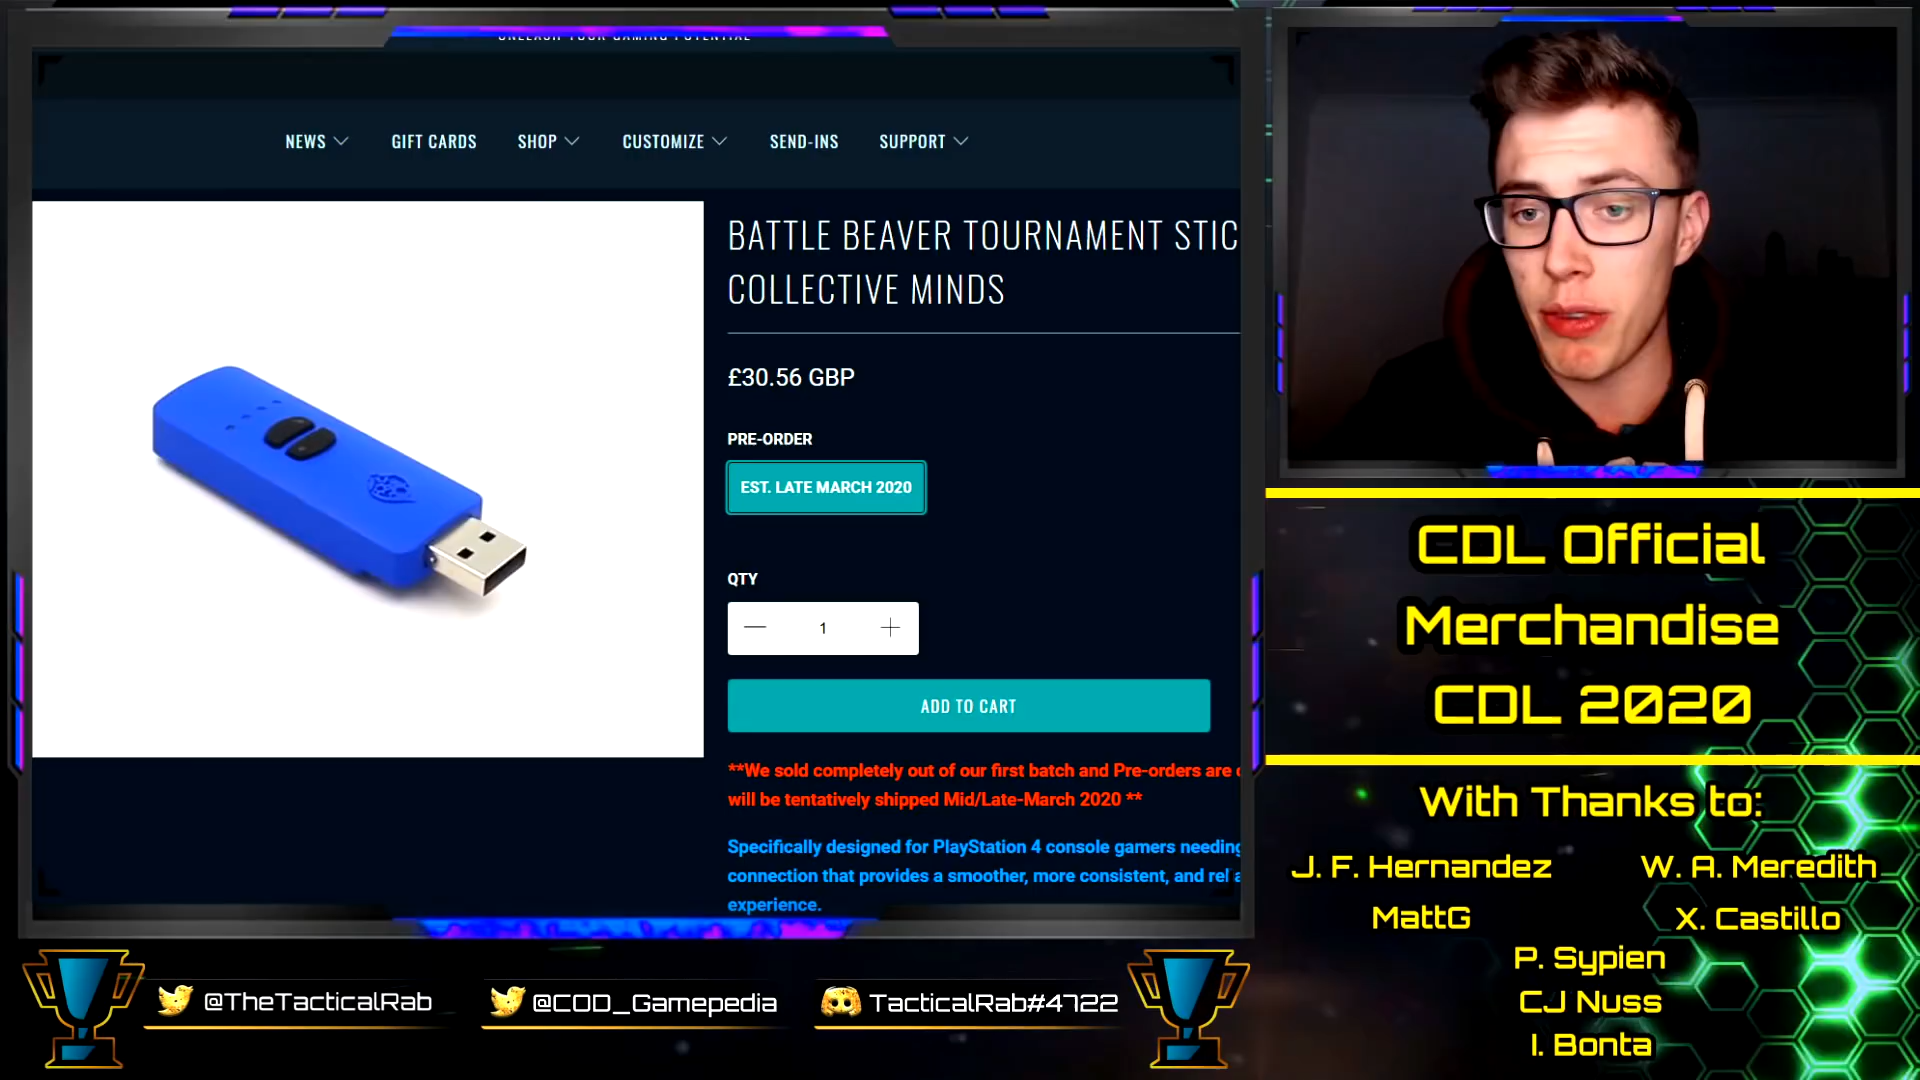 UNLEASH YOUR GAMING POTENTIAL
NEWS GIFT CARDS SHOP CUSTOMIZE SEND-INS SUPPORT
BATTLE BEAVER TOURNAMENT STIC
COLLECTIVE MINDS
£30.56 GBP
PRE-ORDER
EST. LATE MARCH 2020
QTY
1
ADD TO CART
**We sold completely out of our first batch and Pre-orders are
will be tentatively shipped Mid/Late-March 2020 **
Specifically designed for PlayStation 4 console gamers needing
connection that provides a smoother, more consistent, and
experience.
CDL Official
Merchandise
CDL 2020
With Thanks to:
J. F. Hernandez W. A. Meredith
MattG X. Castillo
P. Sypien
CJ Nuss
I. Bonta
@TheTacticalRab @COD_Gamepedia TacticalRab#4722